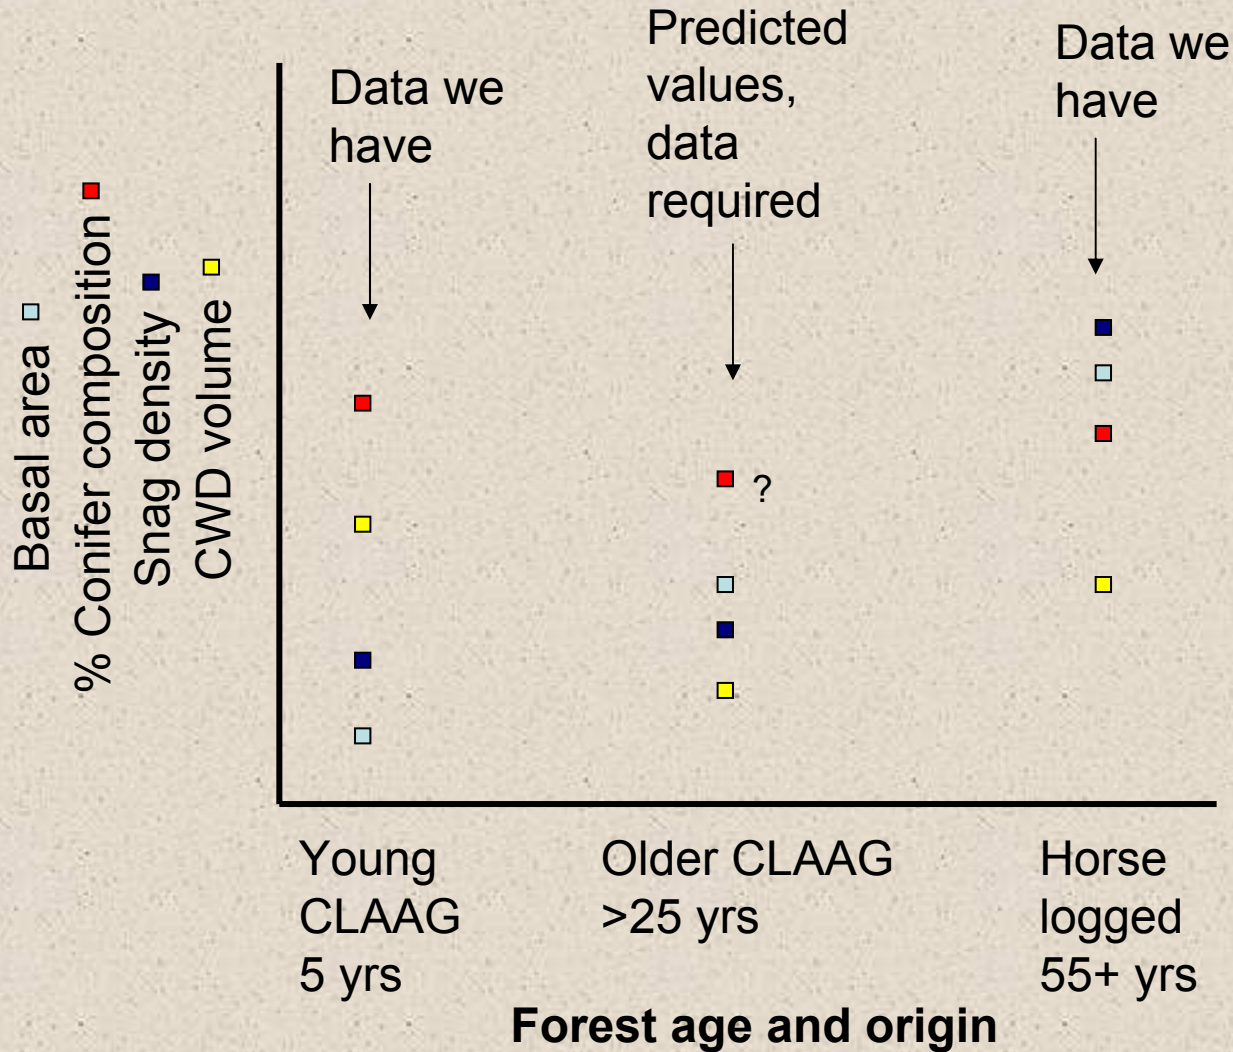 Data we
have
Predicted
values,
data
required
Data we
have
Basal area
% Conifer composition
Snag density
CWD volume
?
Young
CLAAG
5 yrs
Older CLAAG
>25 yrs
Horse
logged
55+ yrs
Forest age and origin